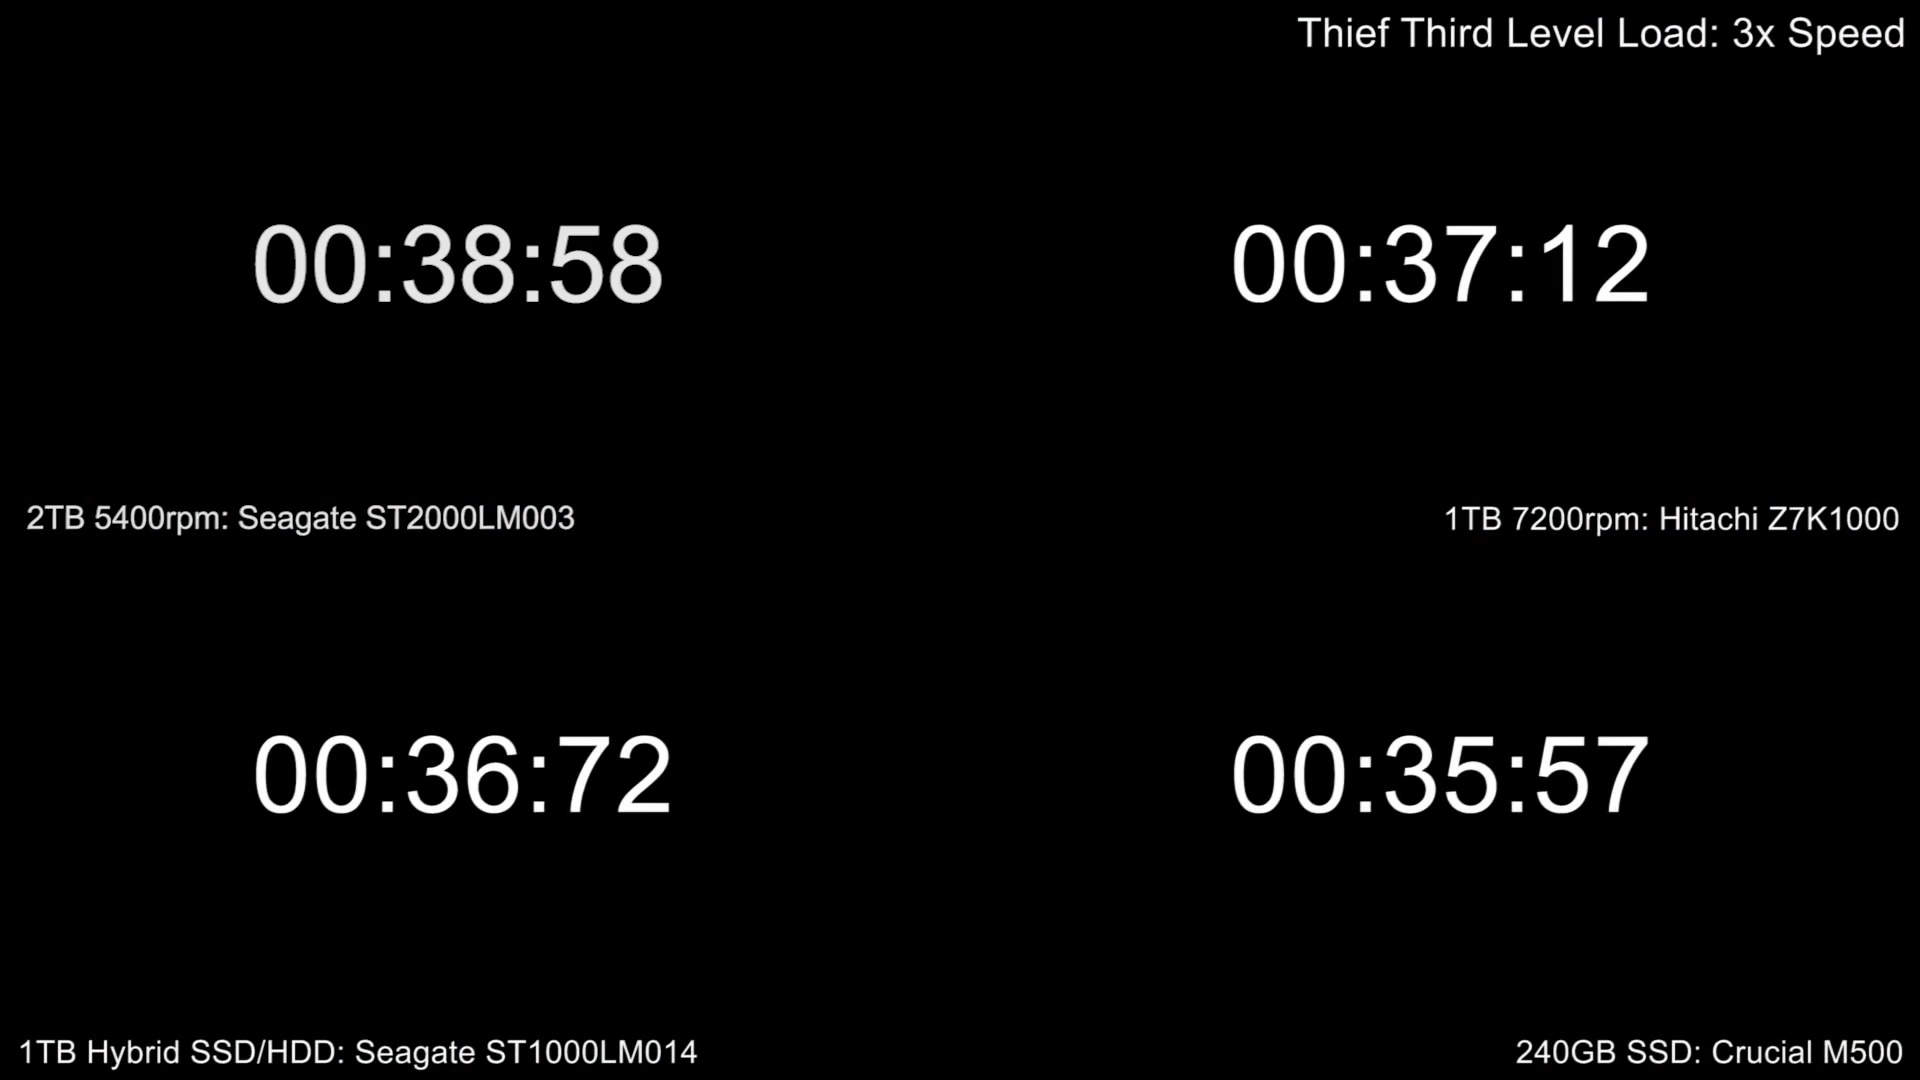 Thief Third Level Load: 3x Speed
00:38:58
00:37:12
2TB 5400rpm: Seagate ST2000LM003
1TB 7200rpm: Hitachi Z7K1000
00:36:72
00:35:57
1TB Hybrid SSD/HDD: Seagate ST1000LM014
240GB SSD: Crucial M500